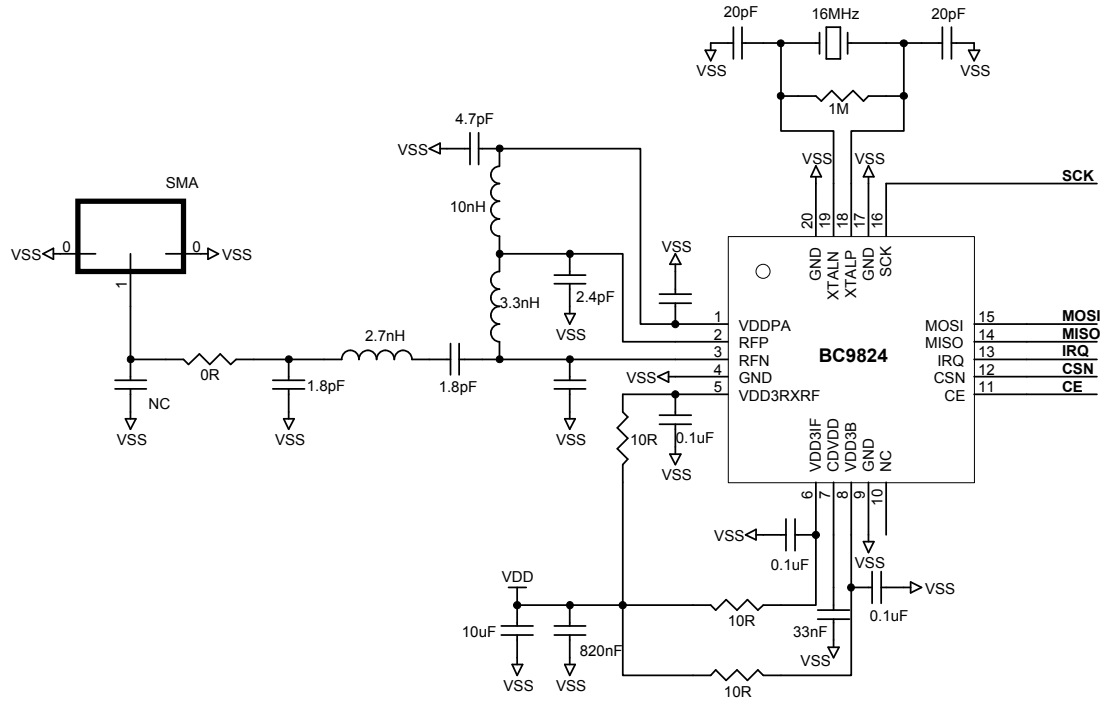 20pF 16MHz 20pF
VSS VSS
1M
4.7pF
VSS
VSS VSS
SMA
SCK
10nH
20 19 18 17 16
VSS 0 0 VSS
VSS
GND XTALN XTALP GND SCK
1
3.3nH 2.4pF
VSS
1 VDDPA MOSI 15 MOSI
2.7nH
2 RFP MISO 14 MISO
3 RFN BC9824 IRQ 13 IRQ
0R 1.8pF
4 GND CSN 12 CSN
VSS
1.8pF
5 VDD3RXRF CE 11 CE
NC
VSS VSS VSS
10R 0.1uF
VSS
VDD3IF CDVDD VDD3B GND NC
6 7 8 9 10
VSS
0.1uF VSS
VDD
VSS
0.1uF
10R
10uF 820nF
33nF
VSS
VSS VSS
10R